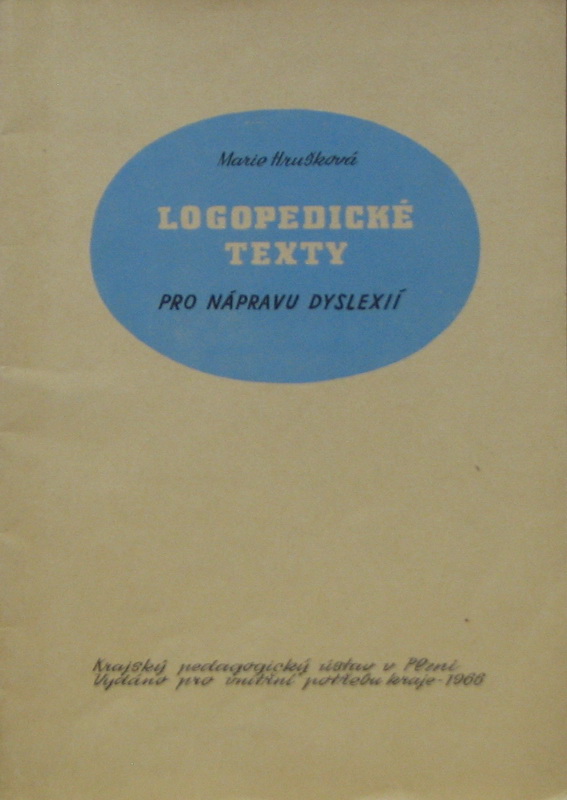 Marie Hrušková
LOGOPEDICKÉ
TEXTY
PRO NÁPRAVU DYSLEXIÍ
Krajský pedagogický ústav v Plzni
Vydáno pro vnitřní potřebu kraje - 1966